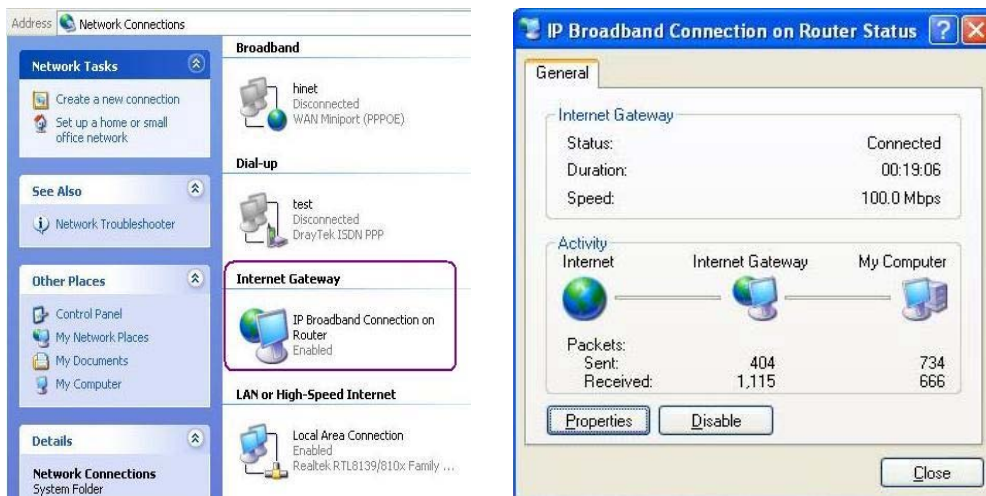 Address Network Connections
Network Tasks
Create a new connection
Set up a home or small
office network
See Also
Network Troubleshooter
Other Places
Control Panel
My Network Places
My Documents
My Computer
Details
Network Connections
System Folder
Broadband
hinet
Disconnected
WAN Miniport (PPPOE)
Dial-up
test
Disconnected
DrayTek ISDN PPP
Internet Gateway
IP Broadband Connection on
Router
Enabled
LAN or High-Speed Internet
Local Area Connection
Enabled
Realtek RTL8139/810x Family ...
IP Broadband Connection on Router Status
General
Internet Gateway
Status: Connected
Duration: 00:19:06
Speed: 100.0 Mbps
Activity
Internet Internet Gateway My Computer
Packets:
Sent: 404 734
Received: 1,115 666
Properties Disable
Close